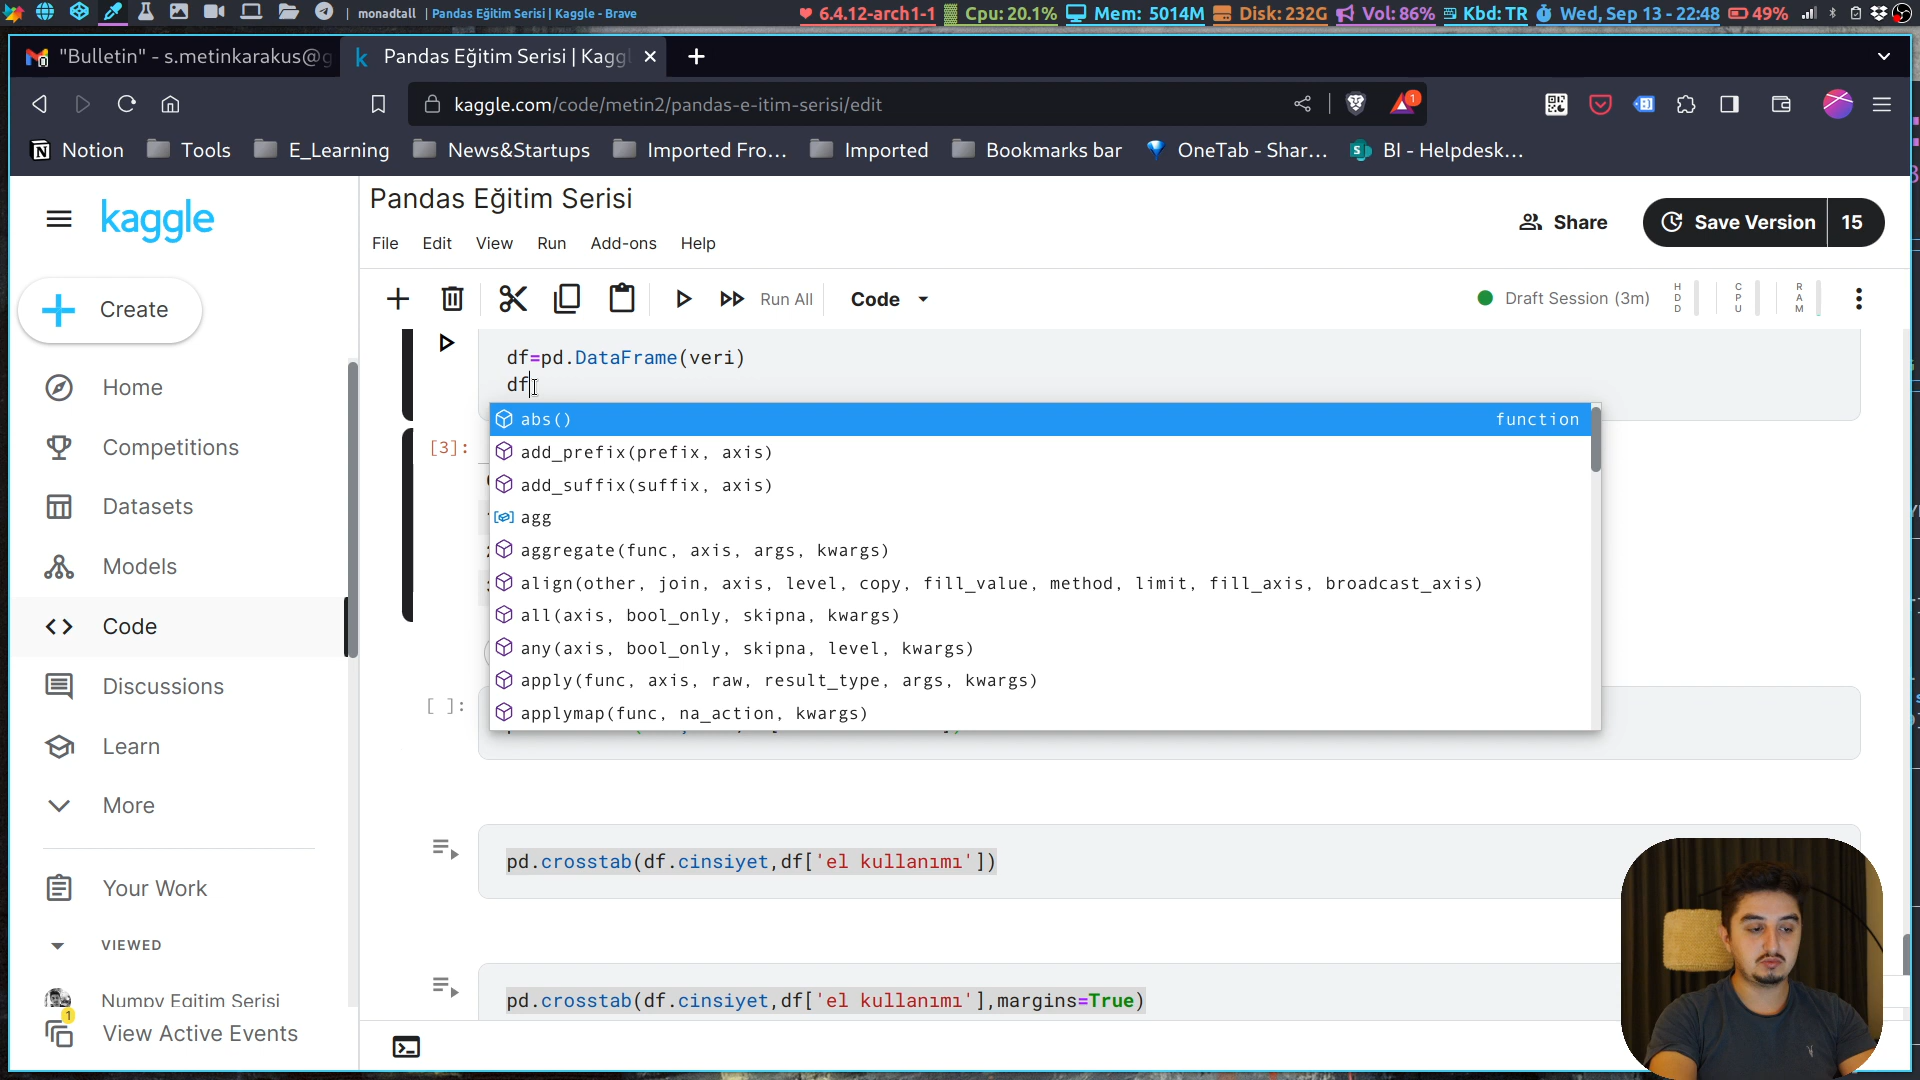 monadtall | Pandas Eğitim Serisi | Kaggle - Brave
6.4.12-arch1-1 Cpu: 20.1% Mem: 5014M Disk: 232G Vol: 86% Kbd: TR Wed, Sep 13 - 22:48 49%
"Bulletin" - s.metinkarakus@g
Pandas Eğitim Serisi | Kaggl
kaggle.com/code/metin2/pandas-e-itim-serisi/edit
1
Notion Tools E_Learning News&Startups Imported Fro... Imported Bookmarks bar OneTab - Shar... BI - Helpdesk...
kaggle
Pandas Eğitim Serisi
File Edit View Run Add-ons Help
Share
Save Version 15
Create
Run All
Code
Draft Session (3m)
HDD
CPU
RAM
Home
Competitions
Datasets
Models
Code
Discussions
Learn
More
Your Work
VIEWED
Numpy Egitim Serisi
1
View Active Events
df=pd.DataFrame(veri)
df
[3]:
abs() function
add_prefix(prefix, axis)
add_suffix(suffix, axis)
agg
aggregate(func, axis, args, kwargs)
align(other, join, axis, level, copy, fill_value, method, limit, fill_axis, broadcast_axis)
all(axis, bool_only, skipna, kwargs)
any(axis, bool_only, skipna, level, kwargs)
apply(func, axis, raw, result_type, args, kwargs)
applymap(func, na_action, kwargs)
[ ]:
pd.crosstab(df.cinsiyet,df['el kullanımı'])
pd.crosstab(df.cinsiyet,df['el kullanımı'],margins=True)